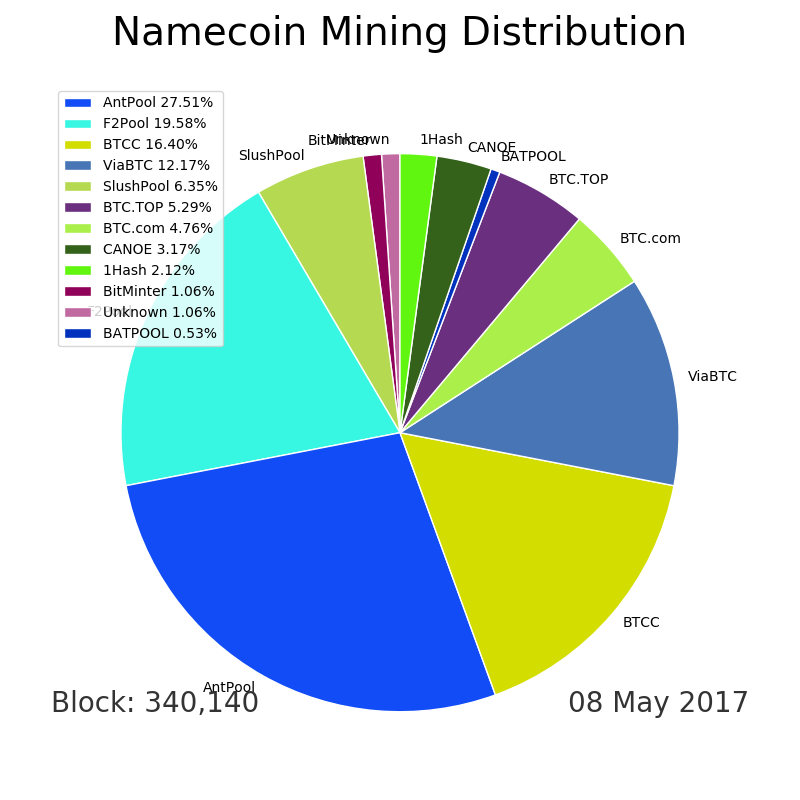 Namecoin Mining Distribution
AntPool 27.51%
F2Pool 19.58%
BTCC 16.40%
ViaBTC 12.17%
SlushPool 6.35%
BTC.TOP 5.29%
BTC.com 4.76%
CANOE 3.17%
1Hash 2.12%
BitMinter 1.06%
Unknown 1.06%
BATPOOL 0.53%
1Hash
CANOE
BATPOOL
BTC.TOP
BTC.com
ViaBTC
BTCC
AntPool
F2Pool
SlushPool
BitMinter
Unknown
Block: 340,140
08 May 2017